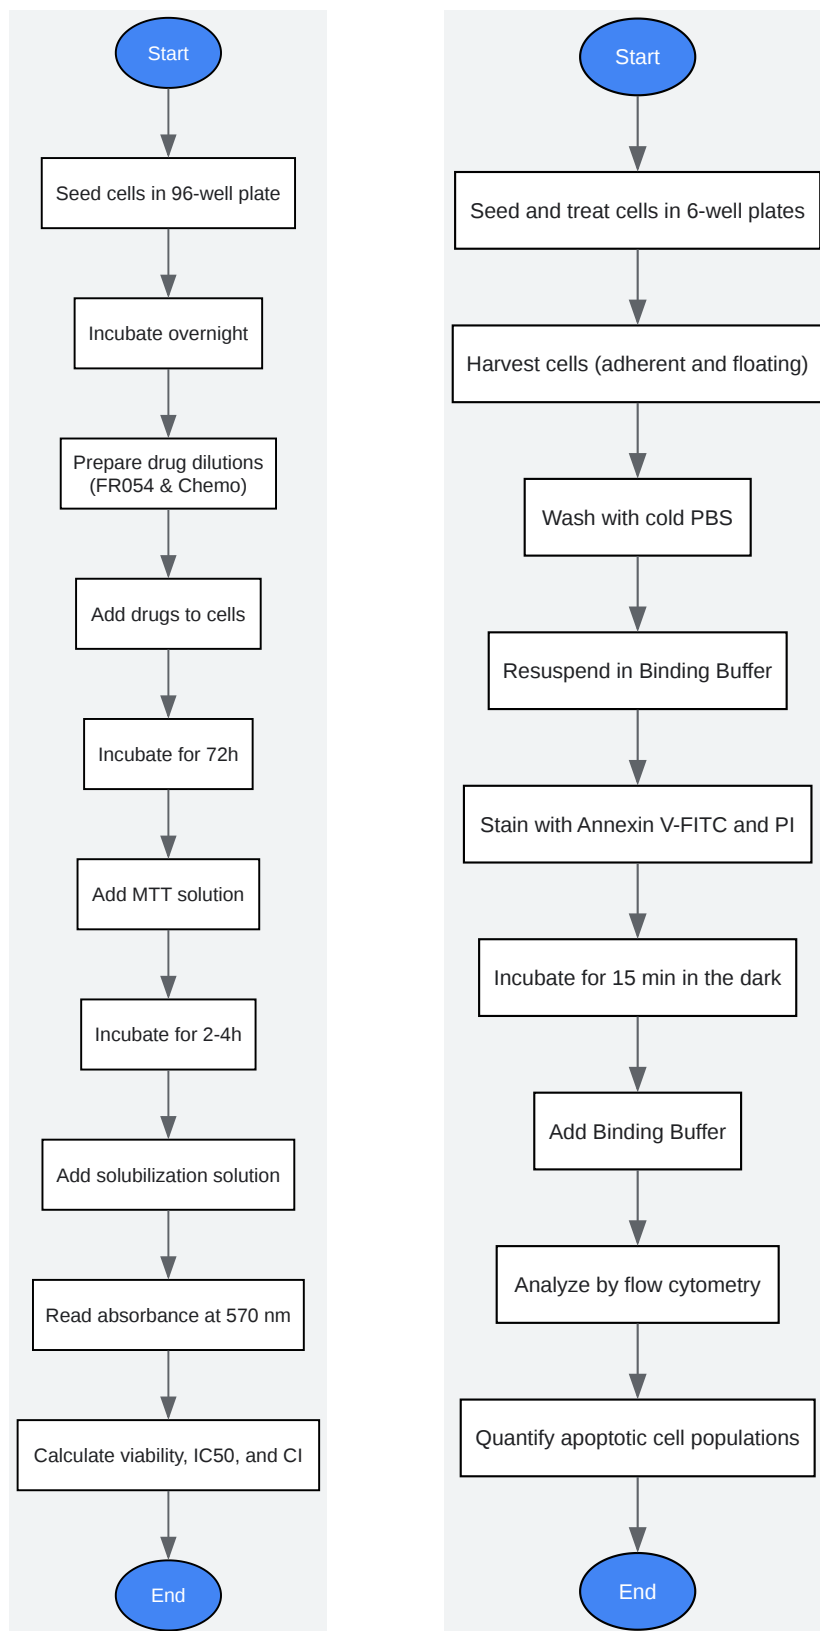 Start
Seed cells in 96-well plate
Incubate overnight
Prepare drug dilutions
(FR054 & Chemo)
Add drugs to cells
Incubate for 72h
Add MTT solution
Incubate for 2-4h
Add solubilization solution
Read absorbance at 570 nm
Calculate viability, IC50, and CI
End
Start
Seed and treat cells in 6-well plates
Harvest cells (adherent and floating)
Wash with cold PBS
Resuspend in Binding Buffer
Stain with Annexin V-FITC and PI
Incubate for 15 min in the dark
Add Binding Buffer
Analyze by flow cytometry
Quantify apoptotic cell populations
End